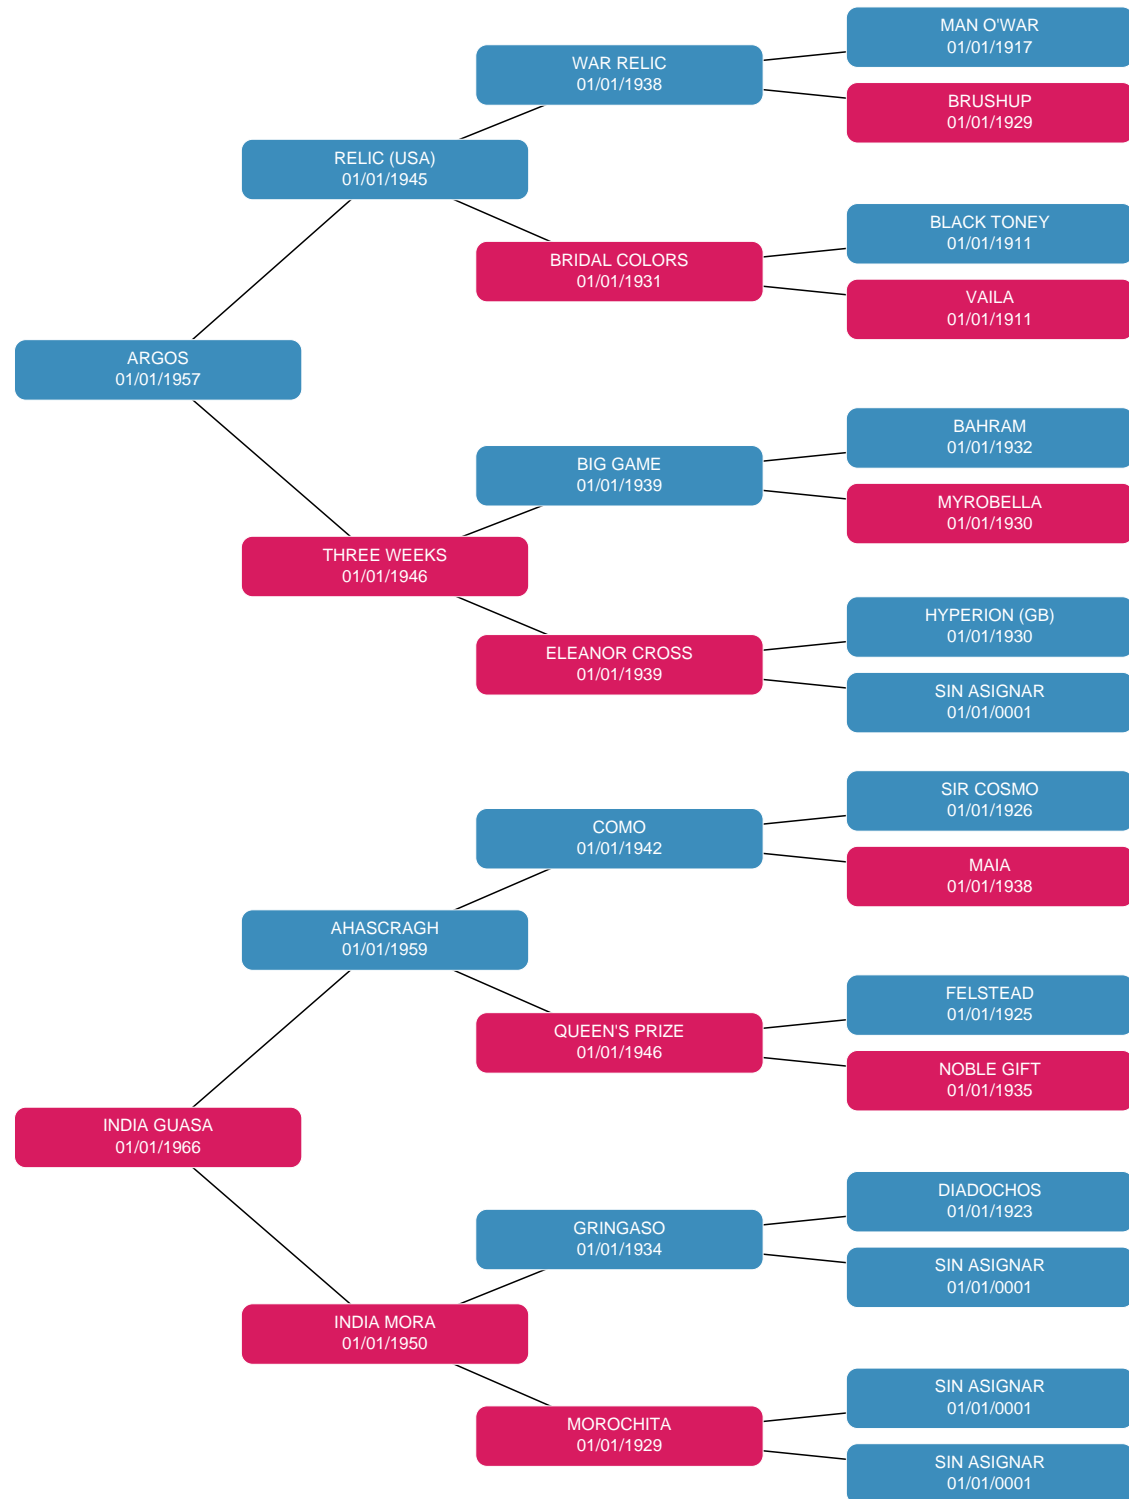 MAN O'WAR
01/01/1917
WAR RELIC
01/01/1938
BRUSHUP
01/01/1929
RELIC (USA)
01/01/1945
BLACK TONEY
01/01/1911
BRIDAL COLORS
01/01/1931
VAILA
01/01/1911
ARGOS
01/01/1957
BAHRAM
01/01/1932
BIG GAME
01/01/1939
MYROBELLA
01/01/1930
THREE WEEKS
01/01/1946
HYPERION (GB)
01/01/1930
ELEANOR CROSS
01/01/1939
SIN ASIGNAR
01/01/0001
SIR COSMO
01/01/1926
COMO
01/01/1942
MAIA
01/01/1938
AHASCRAGH
01/01/1959
FELSTEAD
01/01/1925
QUEEN'S PRIZE
01/01/1946
NOBLE GIFT
01/01/1935
INDIA GUASA
01/01/1966
DIADOCHOS
01/01/1923
GRINGASO
01/01/1934
SIN ASIGNAR
01/01/0001
INDIA MORA
01/01/1950
SIN ASIGNAR
01/01/0001
MOROCHITA
01/01/1929
SIN ASIGNAR
01/01/0001